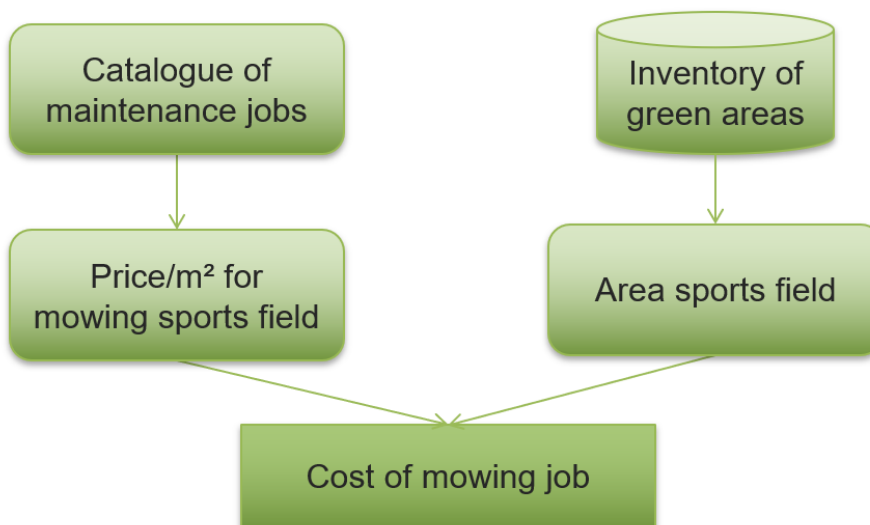 Catalogue of
maintenance jobs
Inventory of
green areas
Price/m² for
mowing sports field
Area sports field
Cost of mowing job